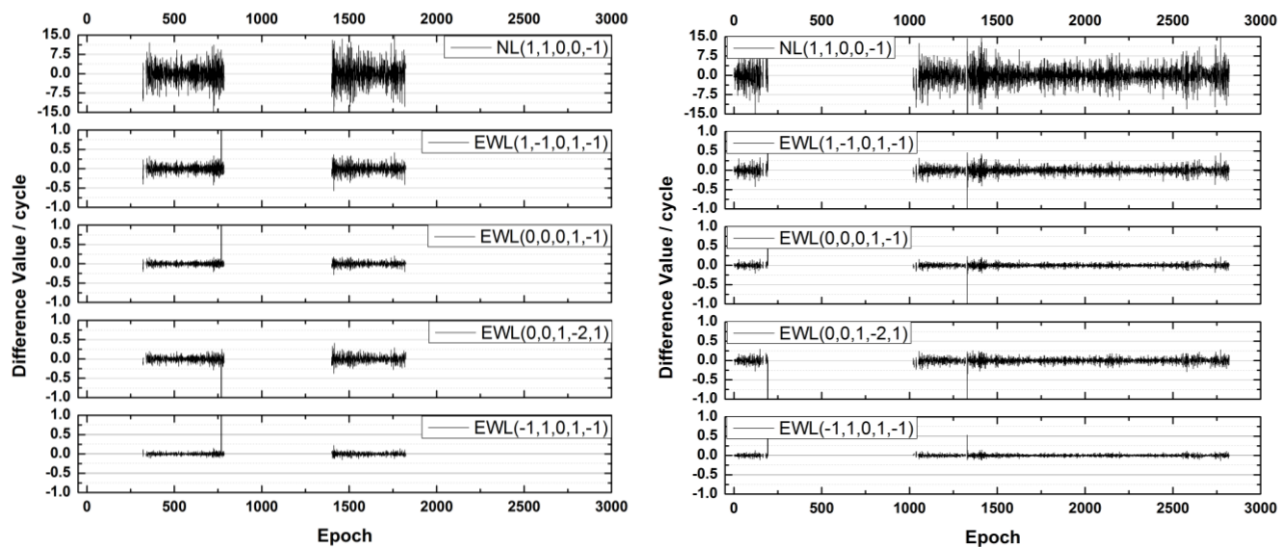 0 500 1000 1500 2000 2500 3000
15.0
7.5
0.0
-7.5
-15.0
NL(1,1,0,0,-1)
1.0
0.5
0.0
-0.5
-1.0
EWL(1,-1,0,1,-1)
1.0
0.5
0.0
-0.5
-1.0
EWL(0,0,0,1,-1)
1.0
0.5
0.0
-0.5
-1.0
EWL(0,0,1,-2,1)
1.0
0.5
0.0
-0.5
-1.0
EWL(-1,1,0,1,-1)
0 500 1000 1500 2000 2500 3000
Difference Value / cycle
Epoch
0 500 1000 1500 2000 2500 3000
15.0
7.5
0.0
-7.5
-15.0
NL(1,1,0,0,-1)
1.0
0.5
0.0
-0.5
-1.0
EWL(1,-1,0,1,-1)
1.0
0.5
0.0
-0.5
-1.0
EWL(0,0,0,1,-1)
1.0
0.5
0.0
-0.5
-1.0
EWL(0,0,1,-2,1)
1.0
0.5
0.0
-0.5
-1.0
EWL(-1,1,0,1,-1)
0 500 1000 1500 2000 2500 3000
Difference Value / cycle
Epoch